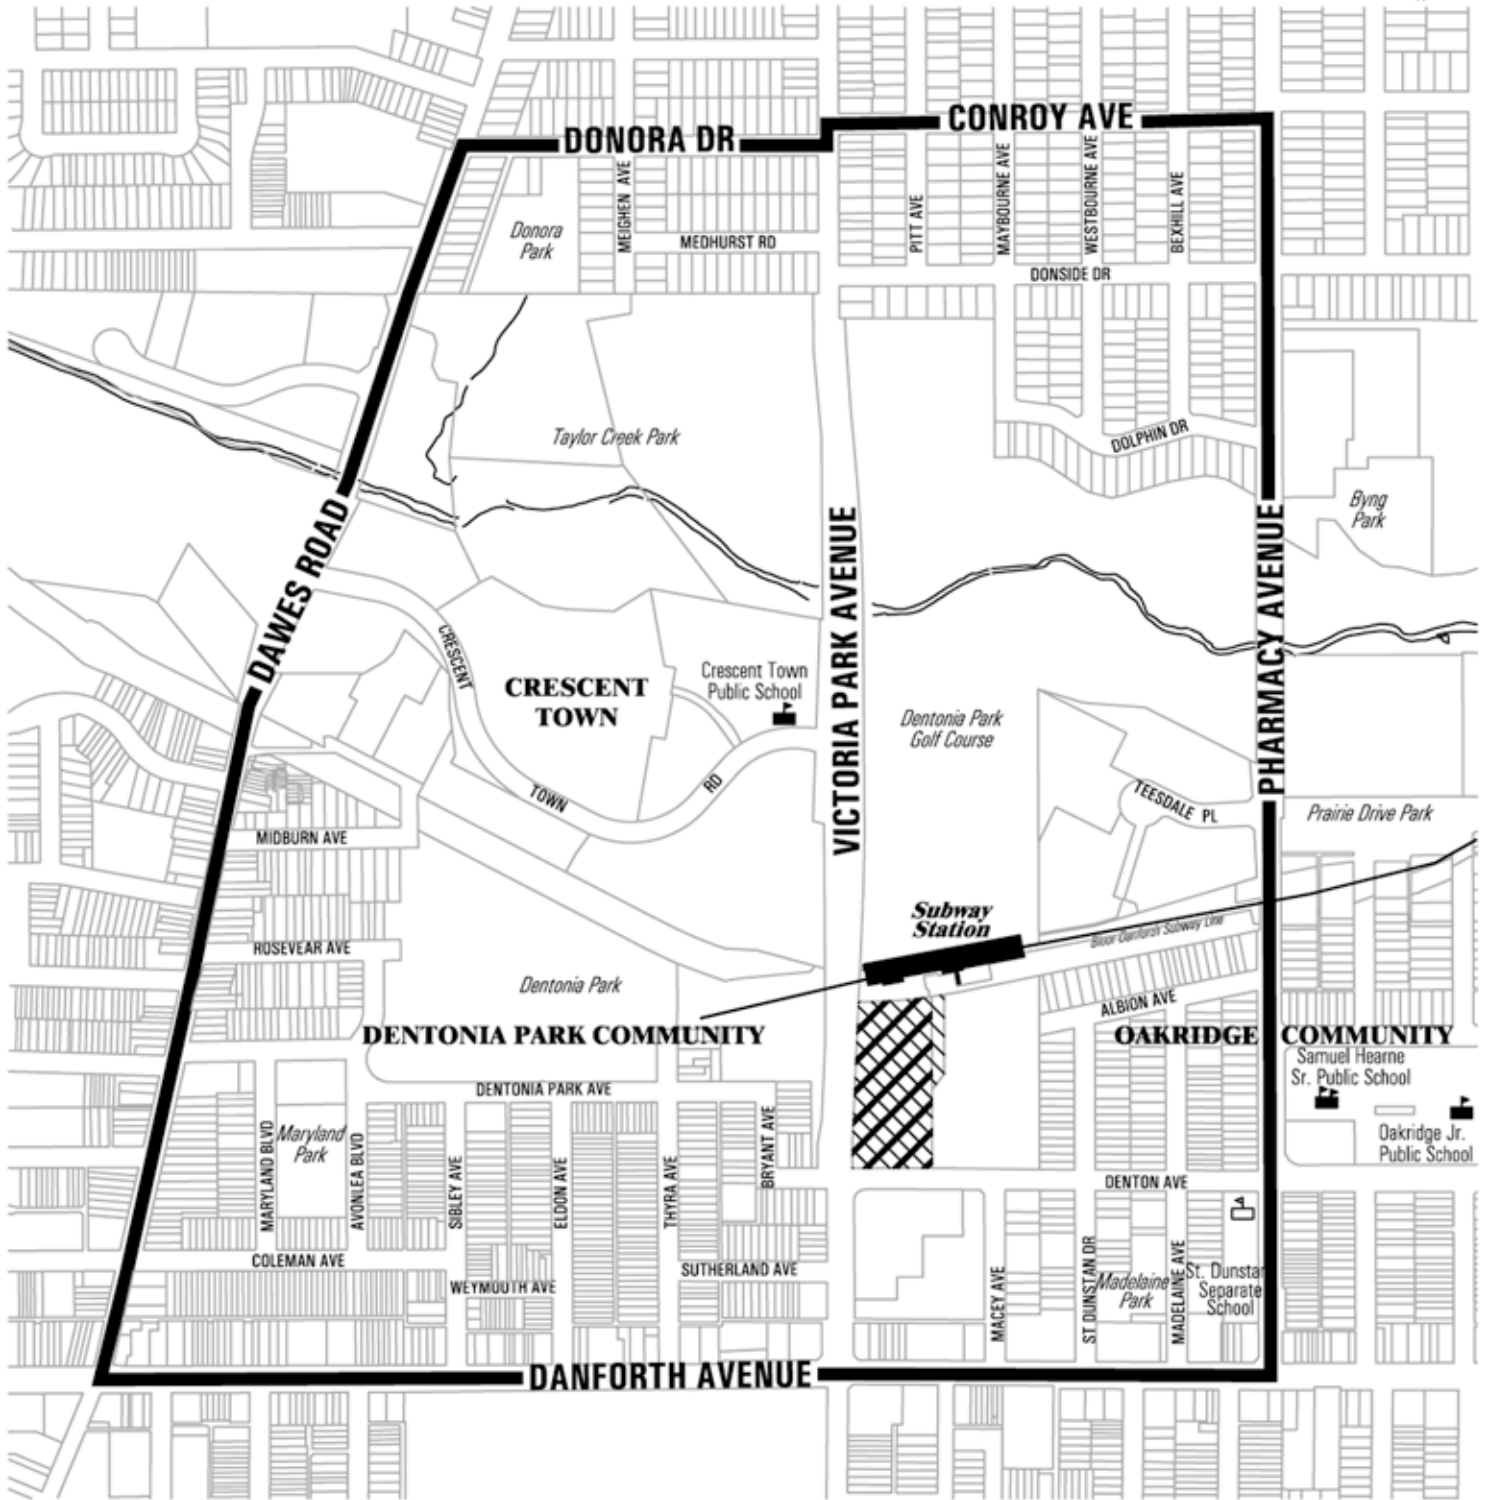 CONROY AVE
DONORA DR
MEIGHEN AVE
PITT AVE
MAYBOURNE AVE
WESTBOURNE AVE
BEXHILL AVE
Donora
Park
MEDHURST RD
DONSIDE DR
Taylor Creek Park
DOLPHIN DR
Byng
Park
DAWES ROAD
VICTORIA PARK AVENUE
PHARMACY AVENUE
CRESCENT
TOWN
RD
CRESCENT
TOWN
Crescent Town
Public School
Dentonia Park
Golf Course
TEESDALE PL
Prairie Drive Park
MIDBURN AVE
Subway
Station
Bloor-Danforth Subway Line
ROSEVEAR AVE
Dentonia Park
ALBION AVE
DENTONIA PARK COMMUNITY
OAKRIDGE COMMUNITY
Samuel Hearne
Sr. Public School
DENTONIA PARK AVE
Oakridge Jr.
Public School
MARYLAND BLVD
Maryland
Park
AVONLEA BLVD
SIBLEY AVE
ELDON AVE
THYRA AVE
BRYANT AVE
DENTON AVE
COLEMAN AVE
WEYMOUTH AVE
SUTHERLAND AVE
MACEY AVE
ST DUNSTAN DR
Madelaine
Park
MADELAINE AVE
St. Dunstan
Separate
School
DANFORTH AVENUE